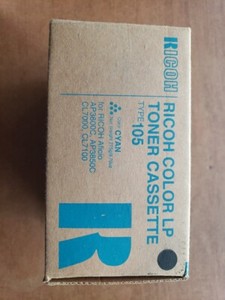 RICOH
RICOH COLOR LP
TONER CASSETTE
TYPE 105
CYAN
for RICOH Aficio
AP3800C, AP3850C
CL7000, CL7100
R